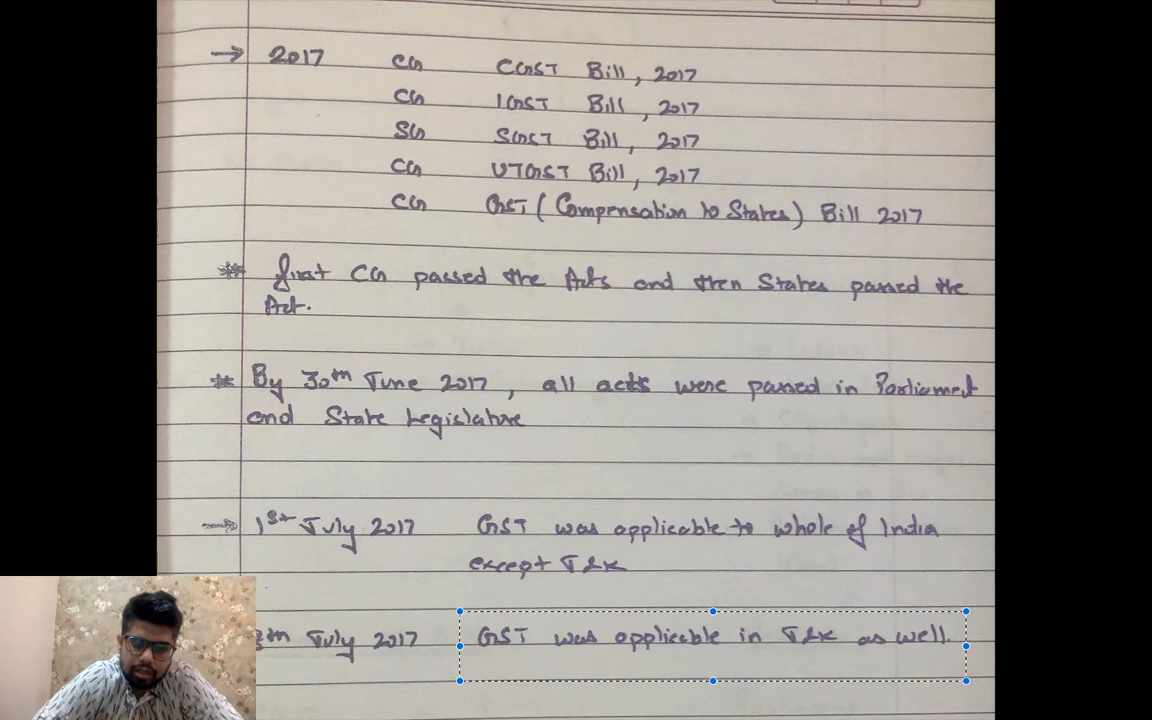 → 2017 CG CGST Bill, 2017
CG IGST Bill, 2017
SG SGST Bill, 2017
CG UTGST Bill, 2017
CG GST (Compensation to States) Bill 2017
* first CG passed the Acts and then States passed the
Act.
* By 30th June 2017, all acts were passed in Parliament
and State Legislature
→ 1st July 2017 GST was applicable to whole of India
except J&K
July 2017 GST was applicable in J&K as well.